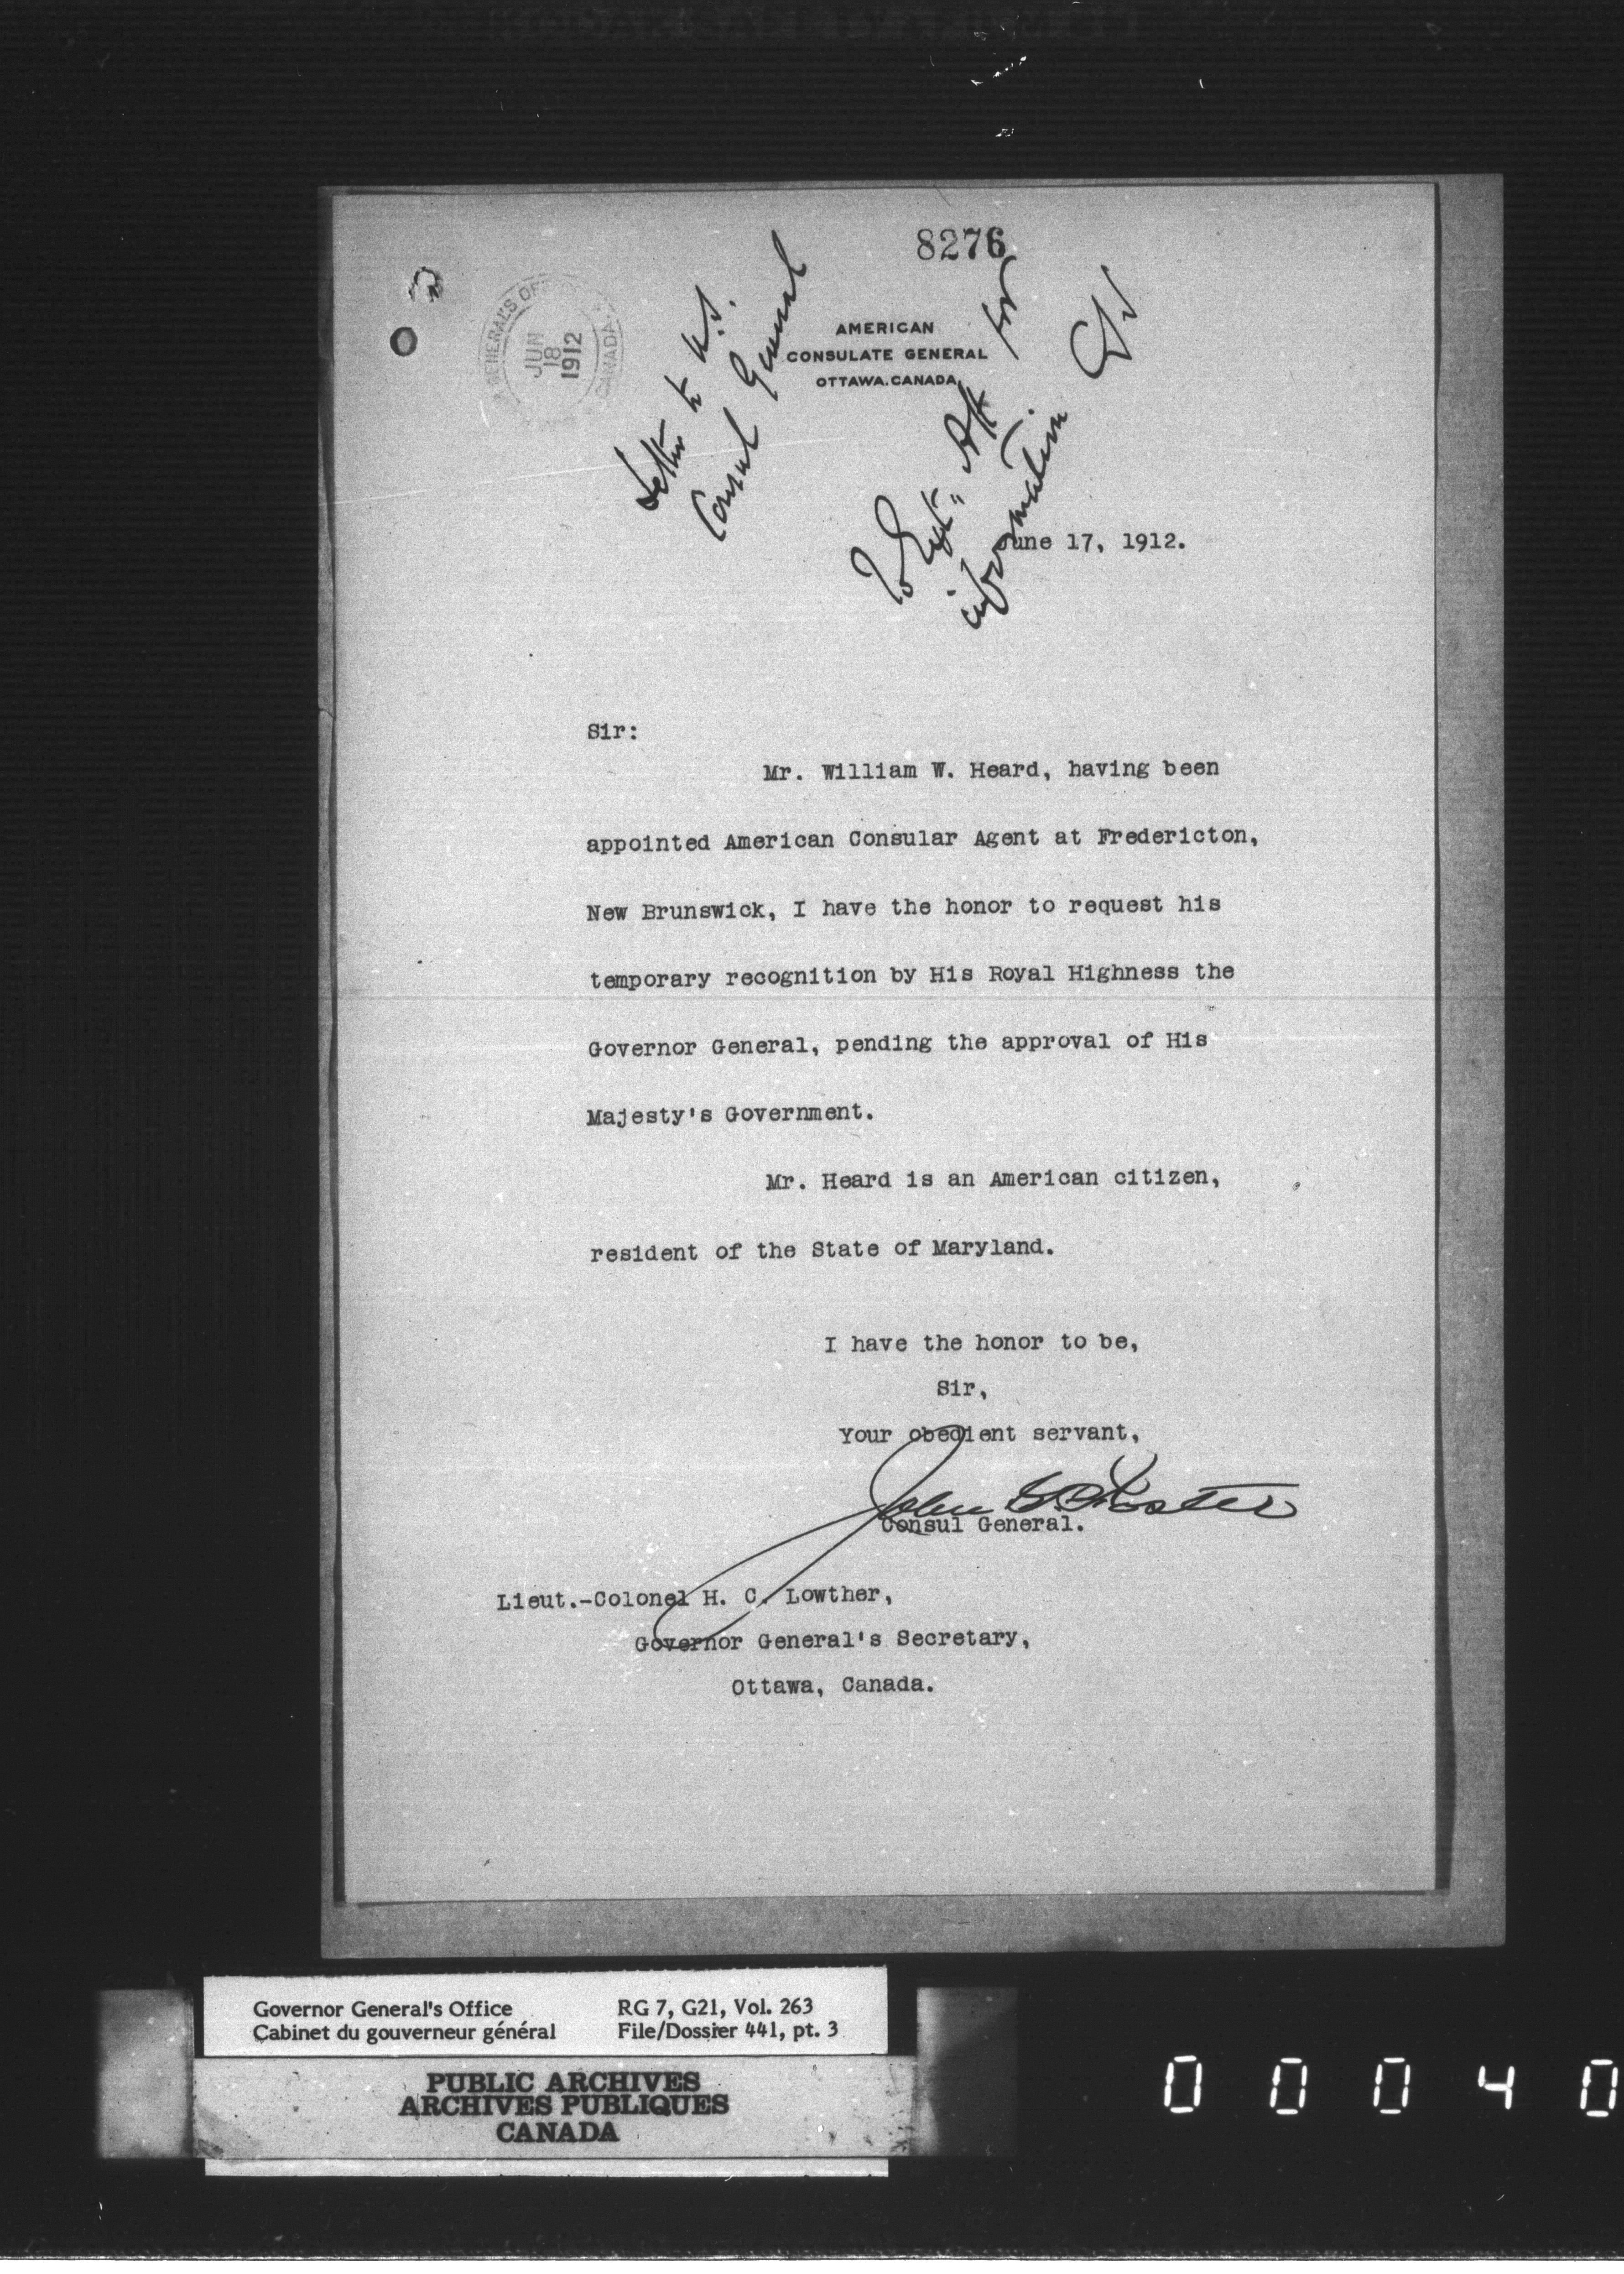 KODAK SAFETY FILM
8276
GENERAL'S OFFICE
CANADA
JUN
18
1912
AMERICAN
CONSULATE GENERAL
OTTAWA, CANADA
Letter to U.S.
Consul General
To Ext: Aff for
information
June 17, 1912.
Sir:
Mr. William W. Heard, having been
appointed American Consular Agent at Fredericton,
New Brunswick, I have the honor to request his
temporary recognition by His Royal Highness the
Governor General, pending the approval of His
Majesty's Government.
Mr. Heard is an American citizen,
resident of the State of Maryland.
I have the honor to be,
Sir,
Your obedient servant,
John G. Foster
Consul General.
Lieut.-Colonel H. C. Lowther,
Governor General's Secretary,
Ottawa, Canada.
Governor General's Office RG 7, G21, Vol. 263
Cabinet du gouverneur général File/Dossier 441, pt. 3
PUBLIC ARCHIVES
ARCHIVES PUBLIQUES
CANADA
0 0 0 4 0